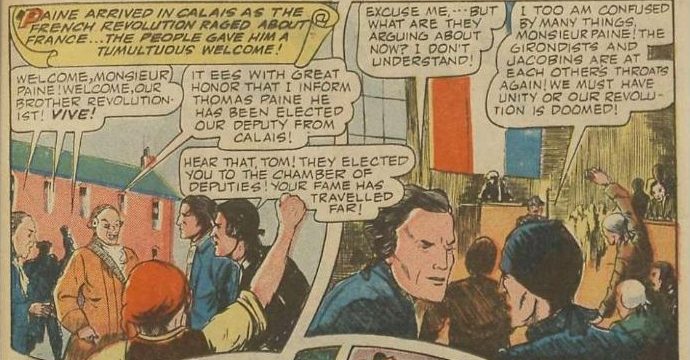 "PAINE ARRIVED IN CALAIS AS THE
FRENCH REVOLUTION RAGED ABOUT
FRANCE... THE PEOPLE GAVE HIM A
TUMULTUOUS WELCOME!
WELCOME, MONSIEUR
PAINE! WELCOME, OUR
BROTHER REVOLUTION-
IST! VIVE!
IT EES WITH GREAT
HONOR THAT I INFORM
THOMAS PAINE HE
HAS BEEN ELECTED
OUR DEPUTY FROM
CALAIS!
HEAR THAT, TOM! THEY ELECTED
YOU TO THE CHAMBER OF
DEPUTIES! YOUR FAME HAS
TRAVELLED
FAR!
EXCUSE ME,... BUT
WHAT ARE THEY
ARGUING ABOUT
NOW? I DON'T
UNDERSTAND!
I TOO AM CONFUSED
BY MANY THINGS,
MONSIEUR PAINE! THE
GIRONDISTS AND
JACOBINS ARE AT
EACH OTHER'S THROATS
AGAIN! WE MUST HAVE
UNITY OR OUR REVOLU-
TION IS DOOMED!